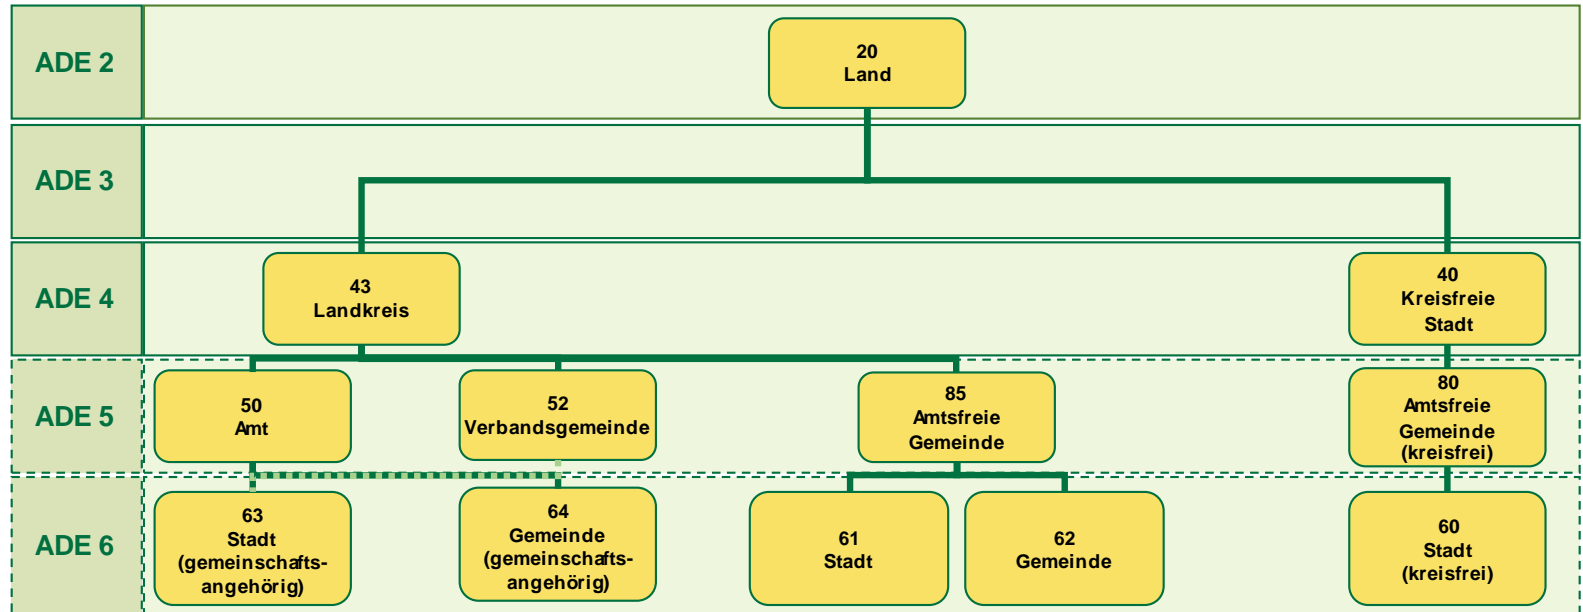 ADE 2
20
Land
ADE 3
ADE 4
43
Landkreis
40
Kreisfreie
Stadt
ADE 5
50
Amt
52
Verbandsgemeinde
85
Amtsfreie
Gemeinde
80
Amtsfreie
Gemeinde
(kreisfrei)
ADE 6
63
Stadt
(gemeinschafts-
angehörig)
64
Gemeinde
(gemeinschafts-
angehörig)
61
Stadt
62
Gemeinde
60
Stadt
(kreisfrei)